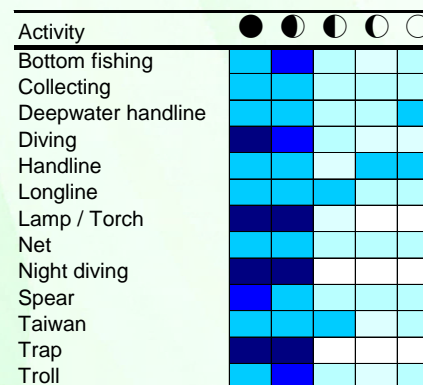 Activity
Bottom fishing
Collecting
Deepwater handline
Diving
Handline
Longline
Lamp / Torch
Net
Night diving
Spear
Taiwan
Trap
Troll